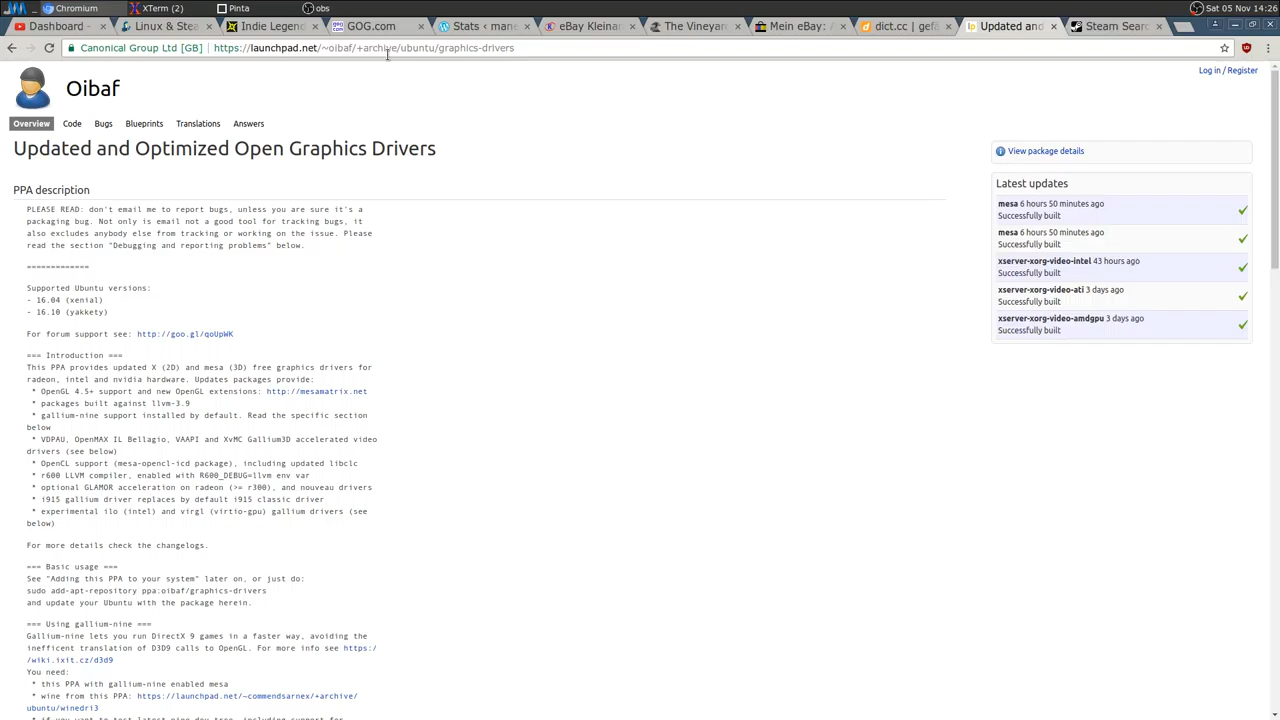 Chromium
XTerm (2)
Pinta
obs
Sat 05 Nov, 14:26
Dashboard
Linux & Stea
Indie Legend
GOG.com
Stats ‹ mane
eBay Kleinan
The Vineyar
Mein eBay: A
dict.cc | gefä
Updated and
Steam Searc
Canonical Group Ltd [GB]
https://launchpad.net/~oibaf/+archive/ubuntu/graphics-drivers
Log in / Register
Oibaf
Overview Code Bugs Blueprints Translations Answers
Updated and Optimized Open Graphics Drivers
PPA description
PLEASE READ: don't email me to report bugs, unless you are sure it's a
packaging bug. Not only is email not a good tool for tracking bugs, it
also excludes anybody else from tracking or working on the issue. Please
read the section "Debugging and reporting problems" below.
=============
Supported Ubuntu versions:
- 16.04 (xenial)
- 16.10 (yakkety)
For forum support see: http://goo.gl/qoUpWK
=== Introduction ===
This PPA provides updated X (2D) and mesa (3D) free graphics drivers for
radeon, intel and nvidia hardware. Updates packages provide:
* OpenGL 4.5+ support and new OpenGL extensions: http://mesamatrix.net
* packages built against llvm-3.9
* gallium-nine support installed by default. Read the specific section
below
* VDPAU, OpenMAX IL Bellagio, VAAPI and XvMC Gallium3D accelerated video
drivers (see below)
* OpenCL support (mesa-opencl-icd package), including updated libclc
* r600 LLVM compiler, enabled with R600_DEBUG=llvm env var
* optional GLAMOR acceleration on radeon (>= r300), and nouveau drivers
* i915 gallium driver replaces by default i915 classic driver
* experimental ilo (intel) and virgl (virtio-gpu) gallium drivers (see
below)
For more details check the changelogs.
=== Basic usage ===
See "Adding this PPA to your system" later on, or just do:
sudo add-apt-repository ppa:oibaf/graphics-drivers
and update your Ubuntu with the package herein.
=== Using gallium-nine ===
Gallium-nine lets you run DirectX 9 games in a faster way, avoiding the
inefficent translation of D3D9 calls to OpenGL. For more info see https:/
/wiki.ixit.cz/d3d9
You need:
* this PPA with gallium-nine enabled mesa
* wine from this PPA: https://launchpad.net/~commendsarnex/+archive/
ubuntu/winedri3
* if you want to test latest nine dev tree, including support for
View package details
Latest updates
mesa 6 hours 50 minutes ago
Successfully built
mesa 6 hours 50 minutes ago
Successfully built
xserver-xorg-video-intel 43 hours ago
Successfully built
xserver-xorg-video-ati 3 days ago
Successfully built
xserver-xorg-video-amdgpu 3 days ago
Successfully built